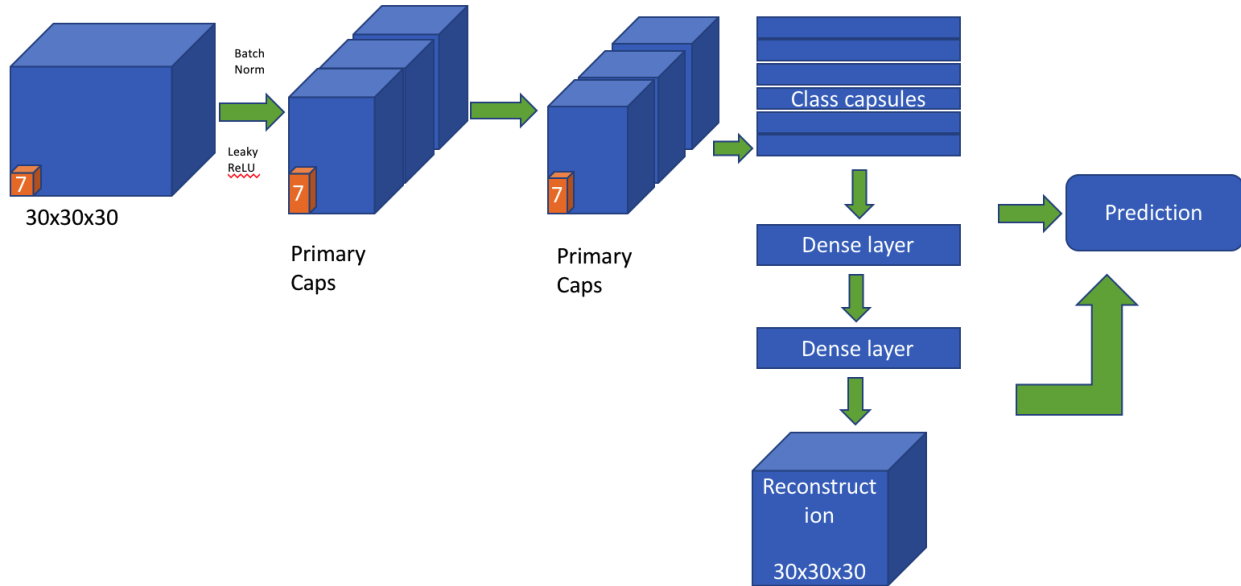 7
30x30x30
Batch
Norm
Leaky
ReLU
7
Primary
Caps
7
Primary
Caps
Class capsules
Dense layer
Dense layer
Reconstruct
ion
30x30x30
Prediction